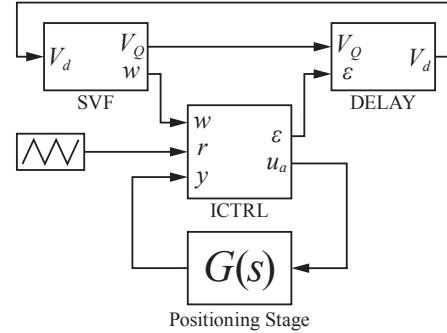 V_d
V_Q
w
SVF
V_Q
ε
V_d
DELAY
w
r
y
ε
u_a
ICTRL
G(s)
Positioning Stage